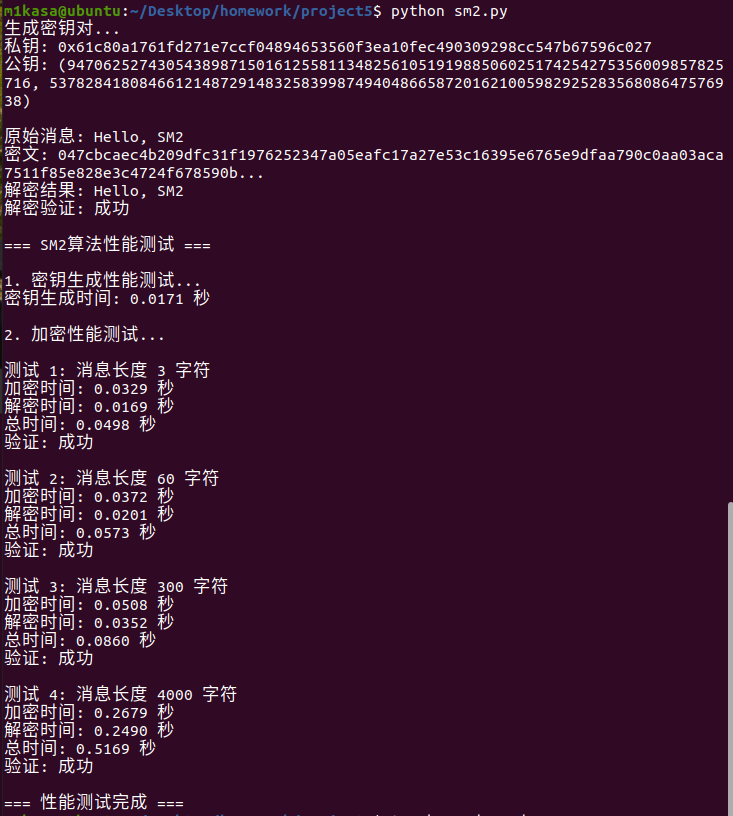 m1kasa@ubuntu:~/Desktop/homework/project5$ python sm2.py
生成密钥对...
私钥: 0x61c80a1761fd271e7ccf04894653560f3ea10fec490309298cc547b67596c027
公钥: (947062527430543898715016125581134825610519198850602517425427535600985782​5
716, 5378284180846612148729148325839987494048665872016210059829252835680864757​69
38)
原始消息: Hello, SM2
密文: 047cbcaec4b209dfc31f1976252347a05eafc17a27e53c16395e6765e9dfaa790c0aa03aca
7511f85e828e3c4724f678590b...
解密结果: Hello, SM2
解密验证: 成功
=== SM2算法性能测试 ===
1. 密钥生成性能测试...
密钥生成时间: 0.0171 秒
2. 加密性能测试...
测试 1: 消息长度 3 字符
加密时间: 0.0329 秒
解密时间: 0.0169 秒
总时间: 0.0498 秒
验证: 成功
测试 2: 消息长度 60 字符
加密时间: 0.0372 秒
解密时间: 0.0201 秒
总时间: 0.0573 秒
验证: 成功
测试 3: 消息长度 300 字符
加密时间: 0.0508 秒
解密时间: 0.0352 秒
总时间: 0.0860 秒
验证: 成功
测试 4: 消息长度 4000 字符
加密时间: 0.2679 秒
解密时间: 0.2490 秒
总时间: 0.5169 秒
验证: 成功
=== 性能测试完成 ===